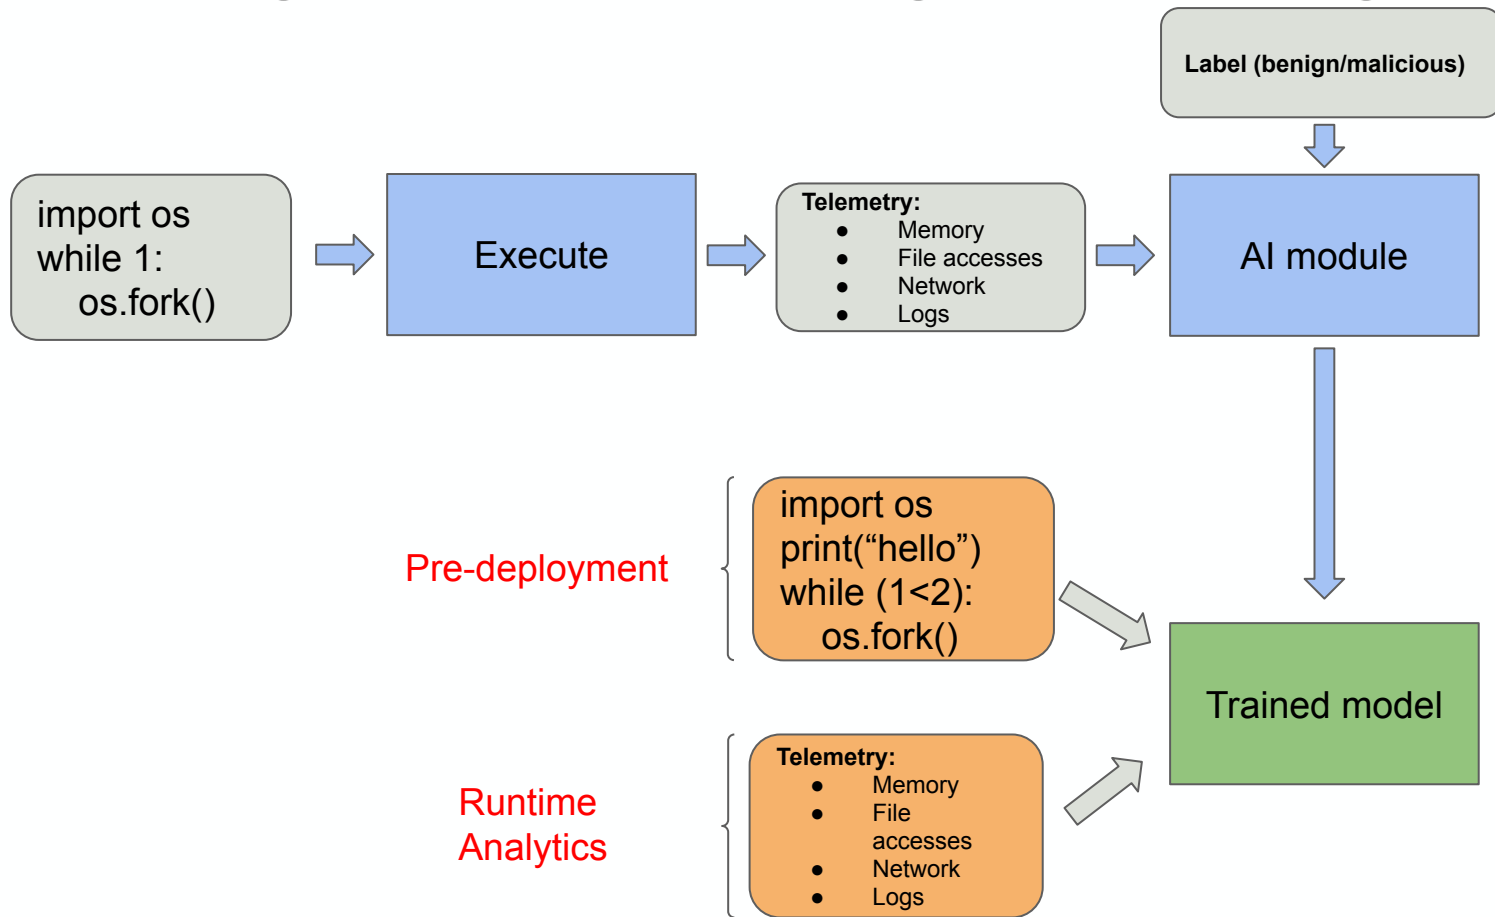 Label (benign/malicious)
import os
while 1:
os.fork()
Execute
Telemetry:
● Memory
● File accesses
● Network
● Logs
AI module
Pre-deployment
import os
print(“hello”)
while (1<2):
os.fork()
Trained model
Runtime
Analytics
Telemetry:
● Memory
● File
accesses
● Network
● Logs